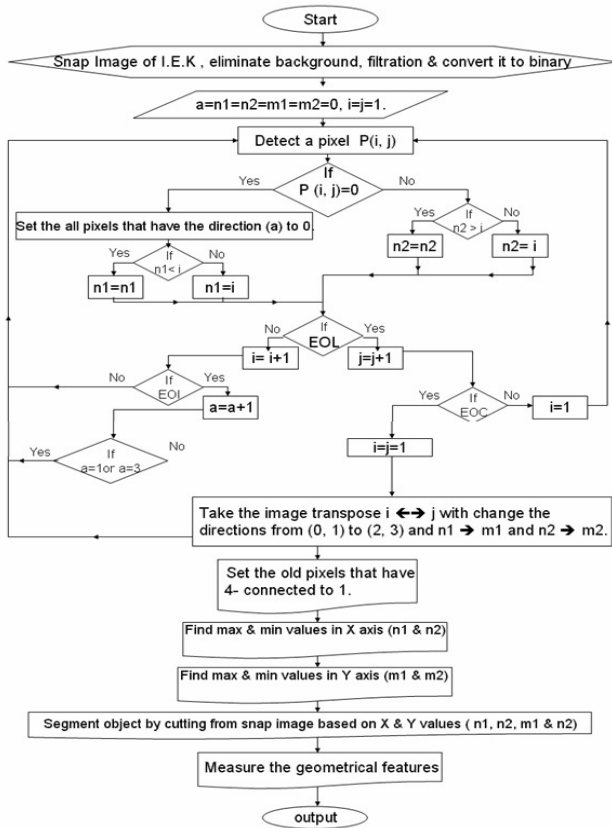 Start
Snap Image of I.E.K , eliminate background, filtration & convert it to binary
a=n1=n2=m1=m2=0, i=j=1.
Detect a pixel P(i, j)
If
P (i, j)=0
Yes
No
Set the all pixels that have the direction (a) to 0.
If
n2 > i
Yes
No
n2=n2
n2= i
If
n1< i
Yes
No
n1=n1
n1=i
If
EOL
No
Yes
i= i+1
j=j+1
If
EOI
No
Yes
a=a+1
If
EOC
Yes
No
i=1
If
a=1or a=3
Yes
No
i=j=1
Take the image transpose i ←→ j with change the
directions from (0, 1) to (2, 3) and n1 → m1 and n2 → m2.
Set the old pixels that have
4- connected to 1.
Find max & min values in X axis (n1 & n2)
Find max & min values in Y axis (m1 & m2)
Segment object by cutting from snap image based on X & Y values ( n1, n2, m1 & n2)
Measure the geometrical features
output